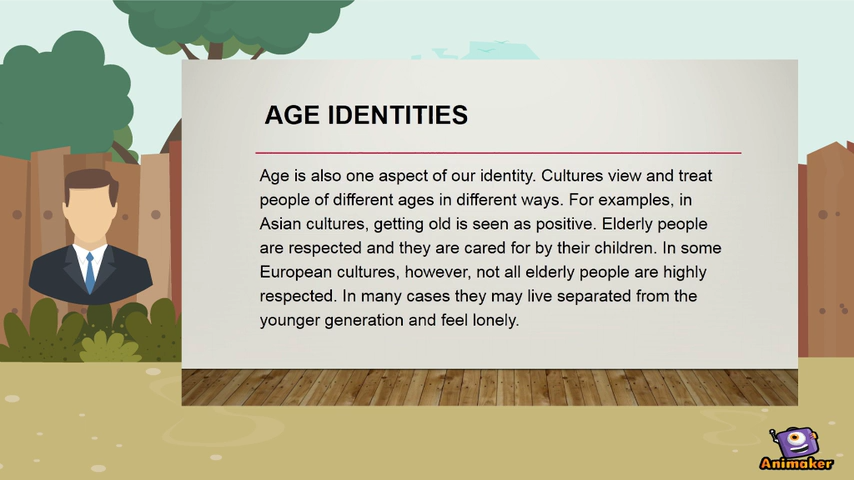 AGE IDENTITIES
Age is also one aspect of our identity. Cultures view and treat
people of different ages in different ways. For examples, in
Asian cultures, getting old is seen as positive. Elderly people
are respected and they are cared for by their children. In some
European cultures, however, not all elderly people are highly
respected. In many cases they may live separated from the
younger generation and feel lonely.
Animaker